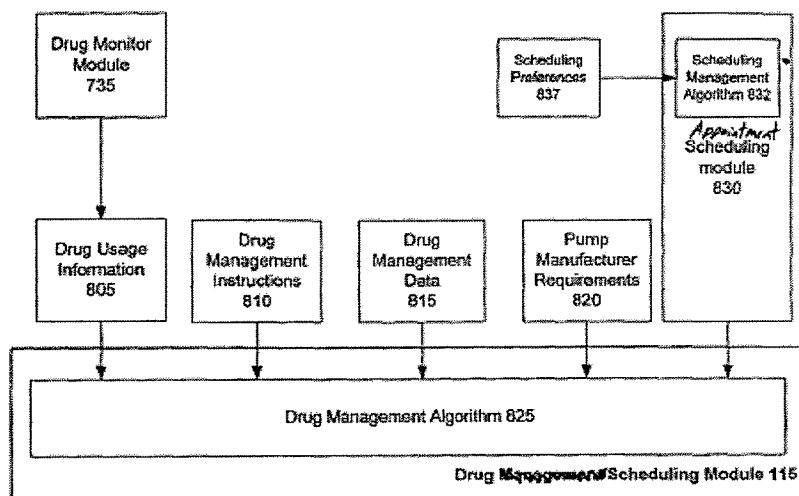 Drug Monitor
Module
735
Scheduling
Preferences
837
Scheduling
Management
Algorithm 832
Appointment
Scheduling
module
830
Drug Usage
Information
805
Drug
Management
Instructions
810
Drug
Management
Data
815
Pump
Manufacturer
Requirements
820
Drug Management Algorithm 825
Drug Management/Scheduling Module 115